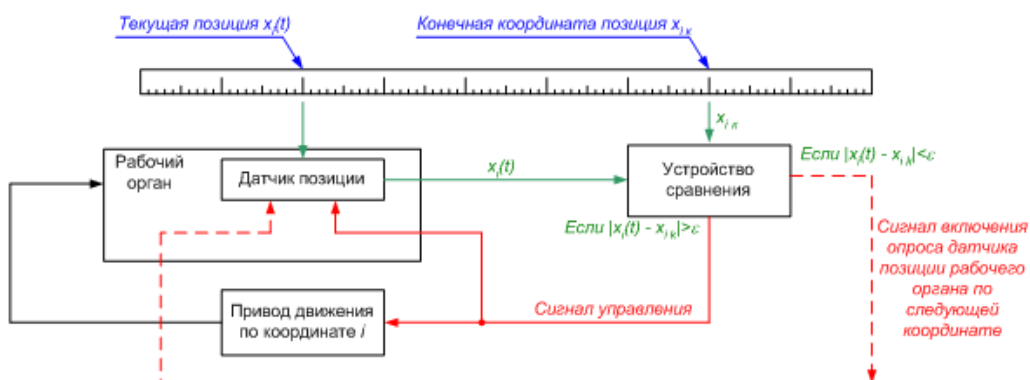 Текущая позиция xᵢ(t)
Конечная координата позиция xᵢ ₖ
xᵢ ₖ
Рабочий
орган
Датчик позиции
xᵢ(t)
Устройство
сравнения
Если |xᵢ(t) - xᵢ ₖ|<ε
Если |xᵢ(t) - xᵢ ₖ|>ε
Сигнал включения
опроса датчика
позиции рабочего
органа по
следующей
координате
Привод движения
по координате i
Сигнал управления